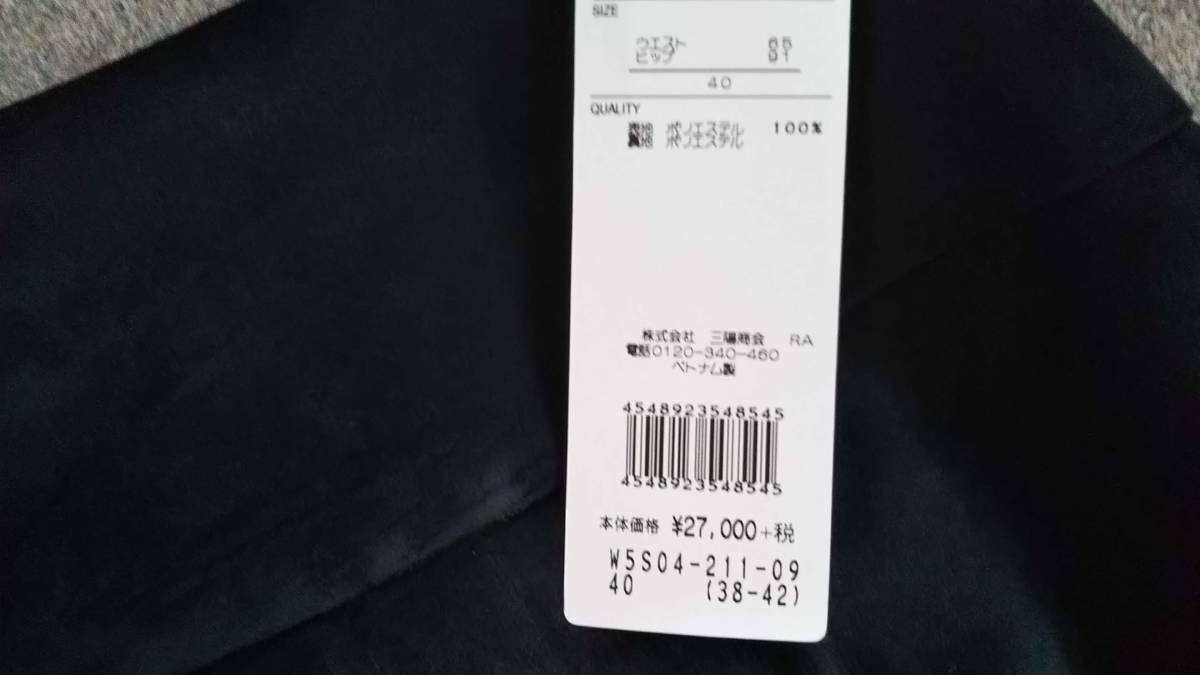 SIZE
ウエスト 65
ヒップ 91
40
QUALITY
表地 ポリエステル 100%
裏地 ポリエステル
株式会社 三陽商会 RA
電話0120-340-460
ベトナム製
4548923548545
4548923548545
本体価格 ¥27,000+税
W5S04-211-09
40 (38-42)